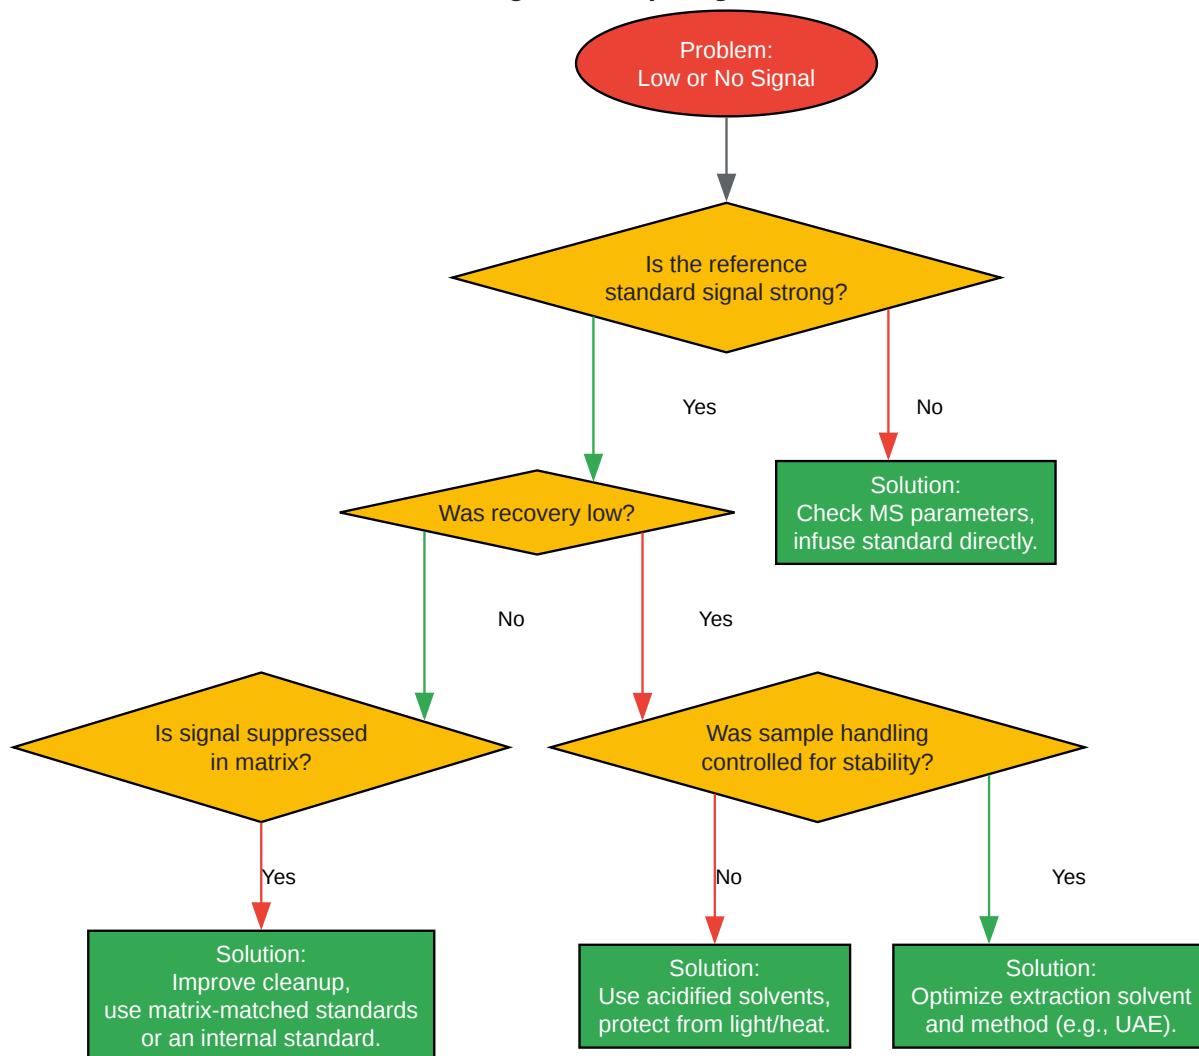 Problem:
Low or No Signal
Is the reference
standard signal strong?
Yes
No
Solution:
Check MS parameters,
infuse standard directly.
Was recovery low?
No
Yes
Is signal suppressed
in matrix?
Was sample handling
controlled for stability?
Yes
No
Yes
Solution:
Improve cleanup,
use matrix-matched standards
or an internal standard.
Solution:
Use acidified solvents,
protect from light/heat.
Solution:
Optimize extraction solvent
and method (e.g., UAE).